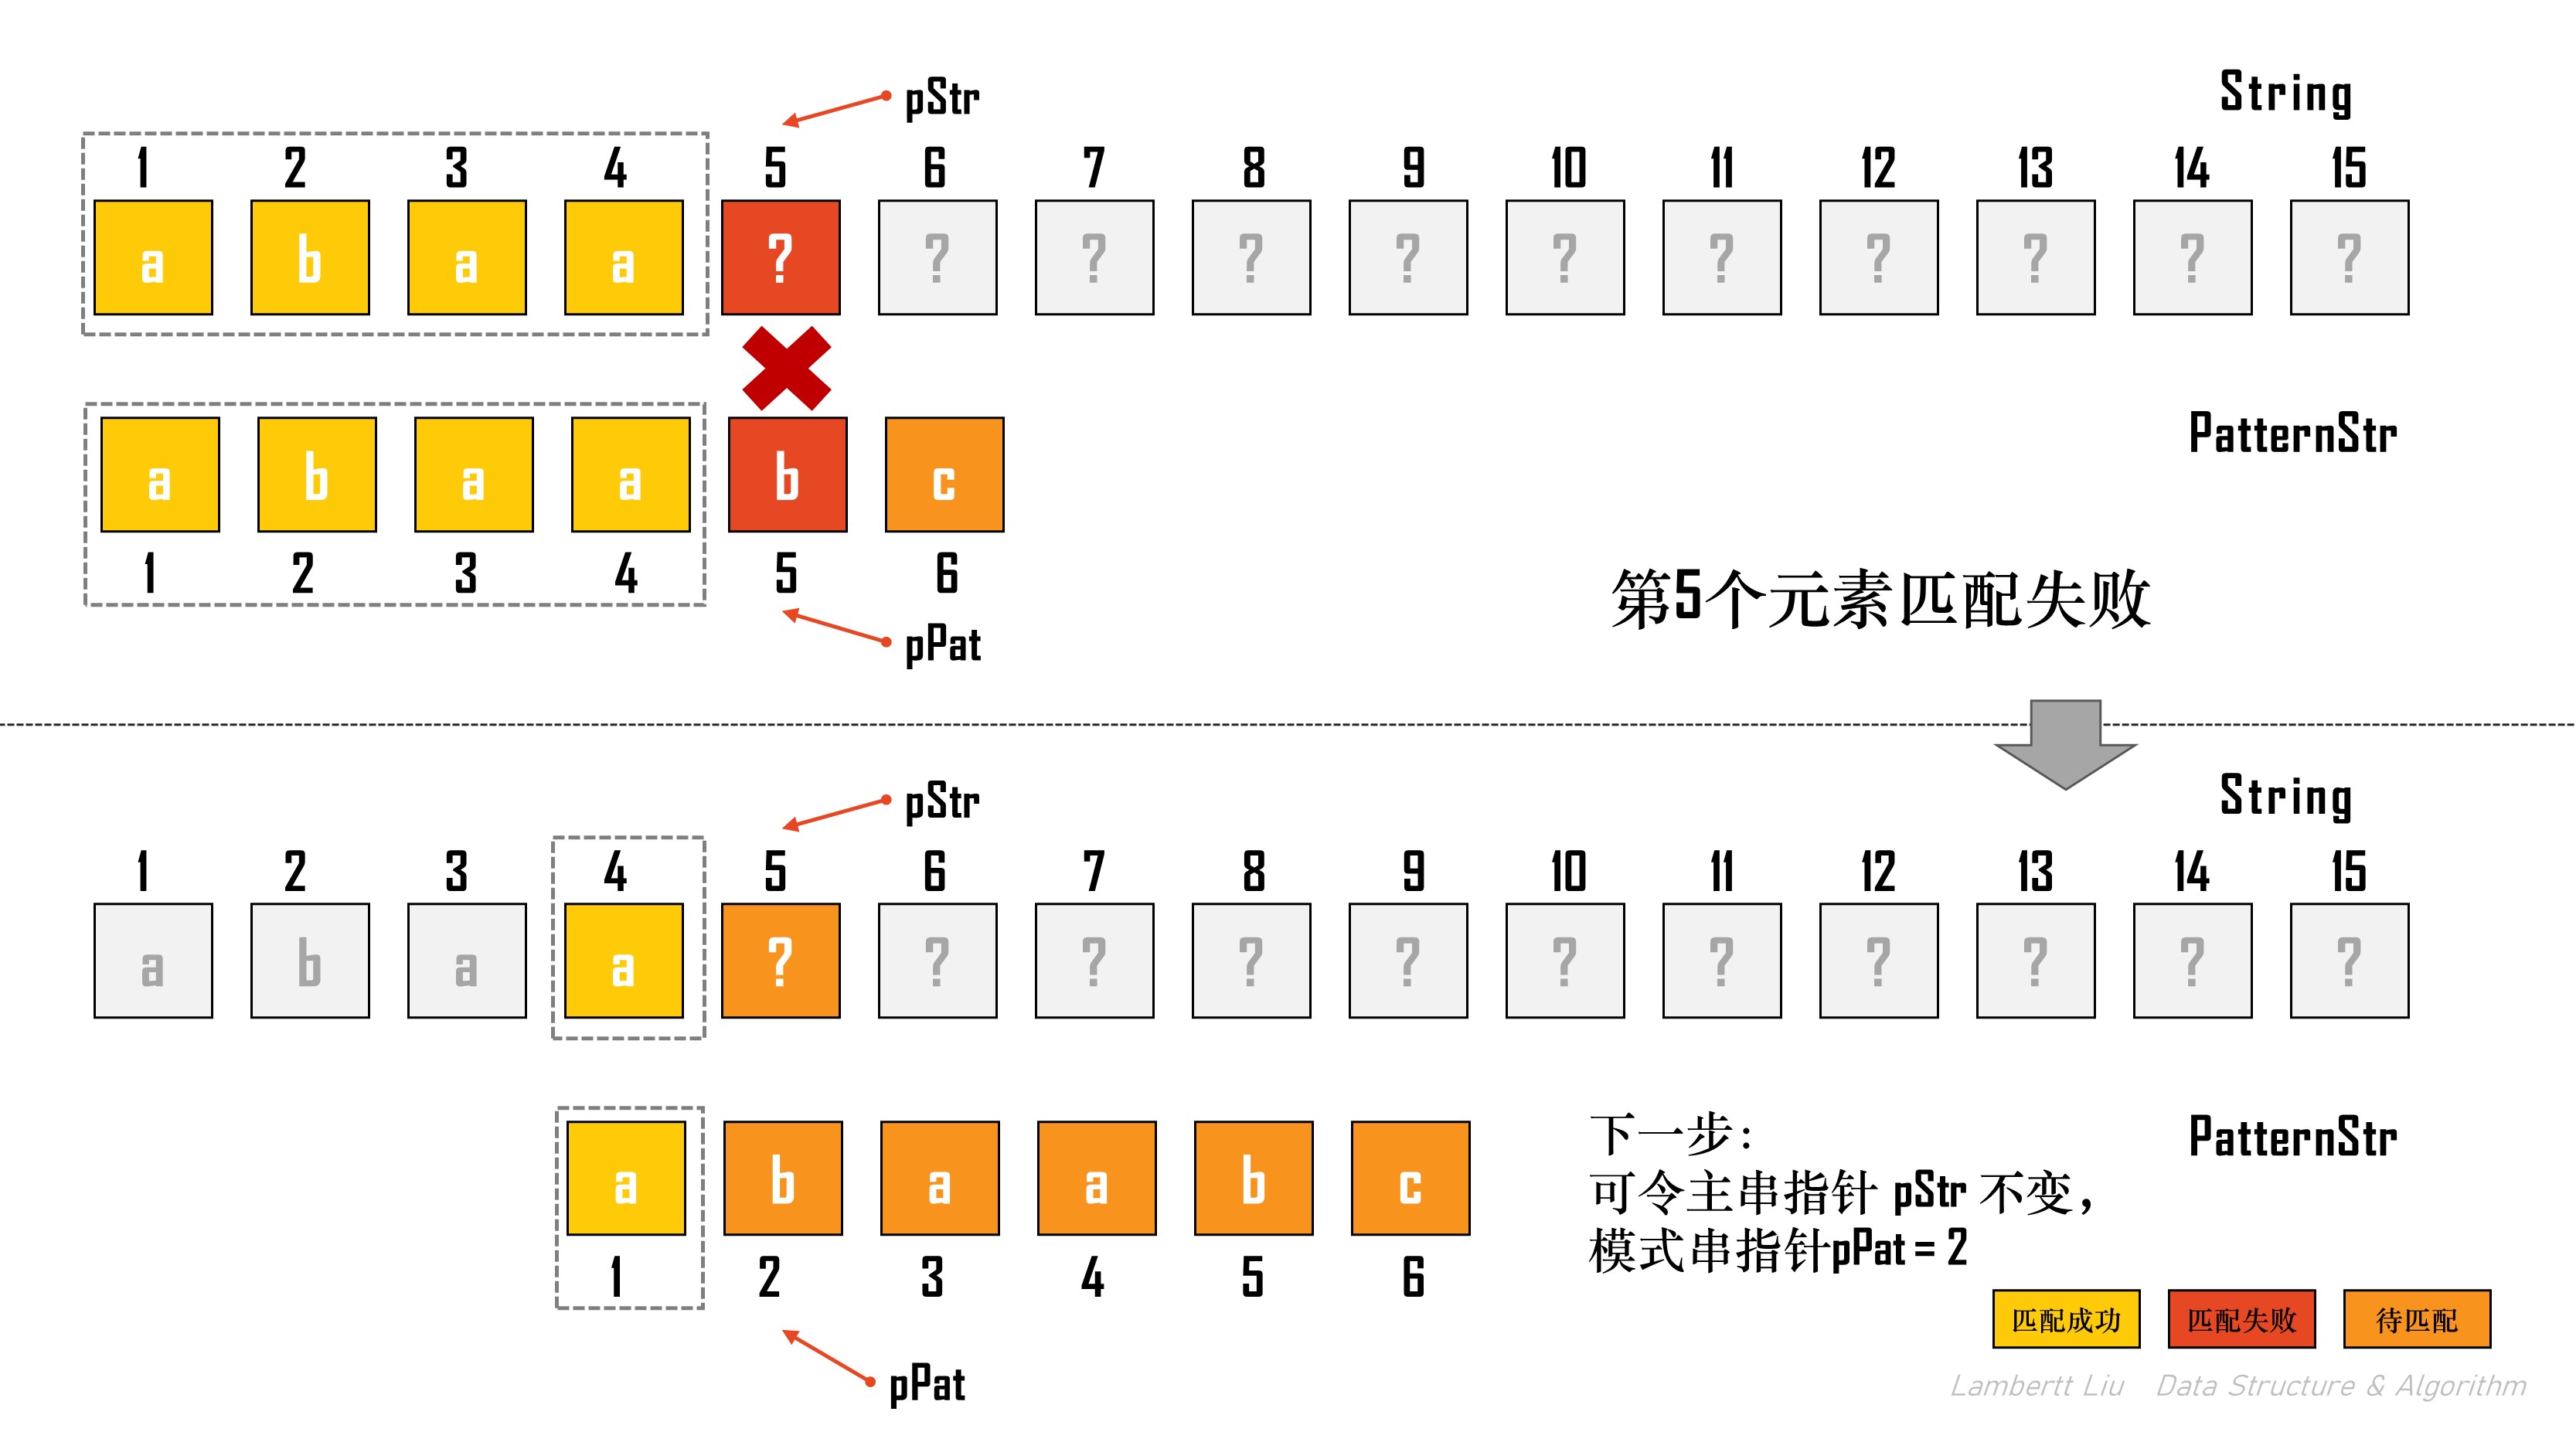 pStr
String
1 2 3 4 5 6 7 8 9 10 11 12 13 14 15
a b a a ? ? ? ? ? ? ? ? ? ? ?
PatternStr
a b a a b c
1 2 3 4 5 6
第5个元素匹配失败
pPat
pStr
String
1 2 3 4 5 6 7 8 9 10 11 12 13 14 15
a b a a ? ? ? ? ? ? ? ? ? ? ?
PatternStr
a b a a b c
1 2 3 4 5 6
下一步：
可令主串指针 pStr 不变，
模式串指针pPat = 2
pPat
匹配成功 匹配失败 待匹配
Lambertt Liu Data Structure & Algorithm